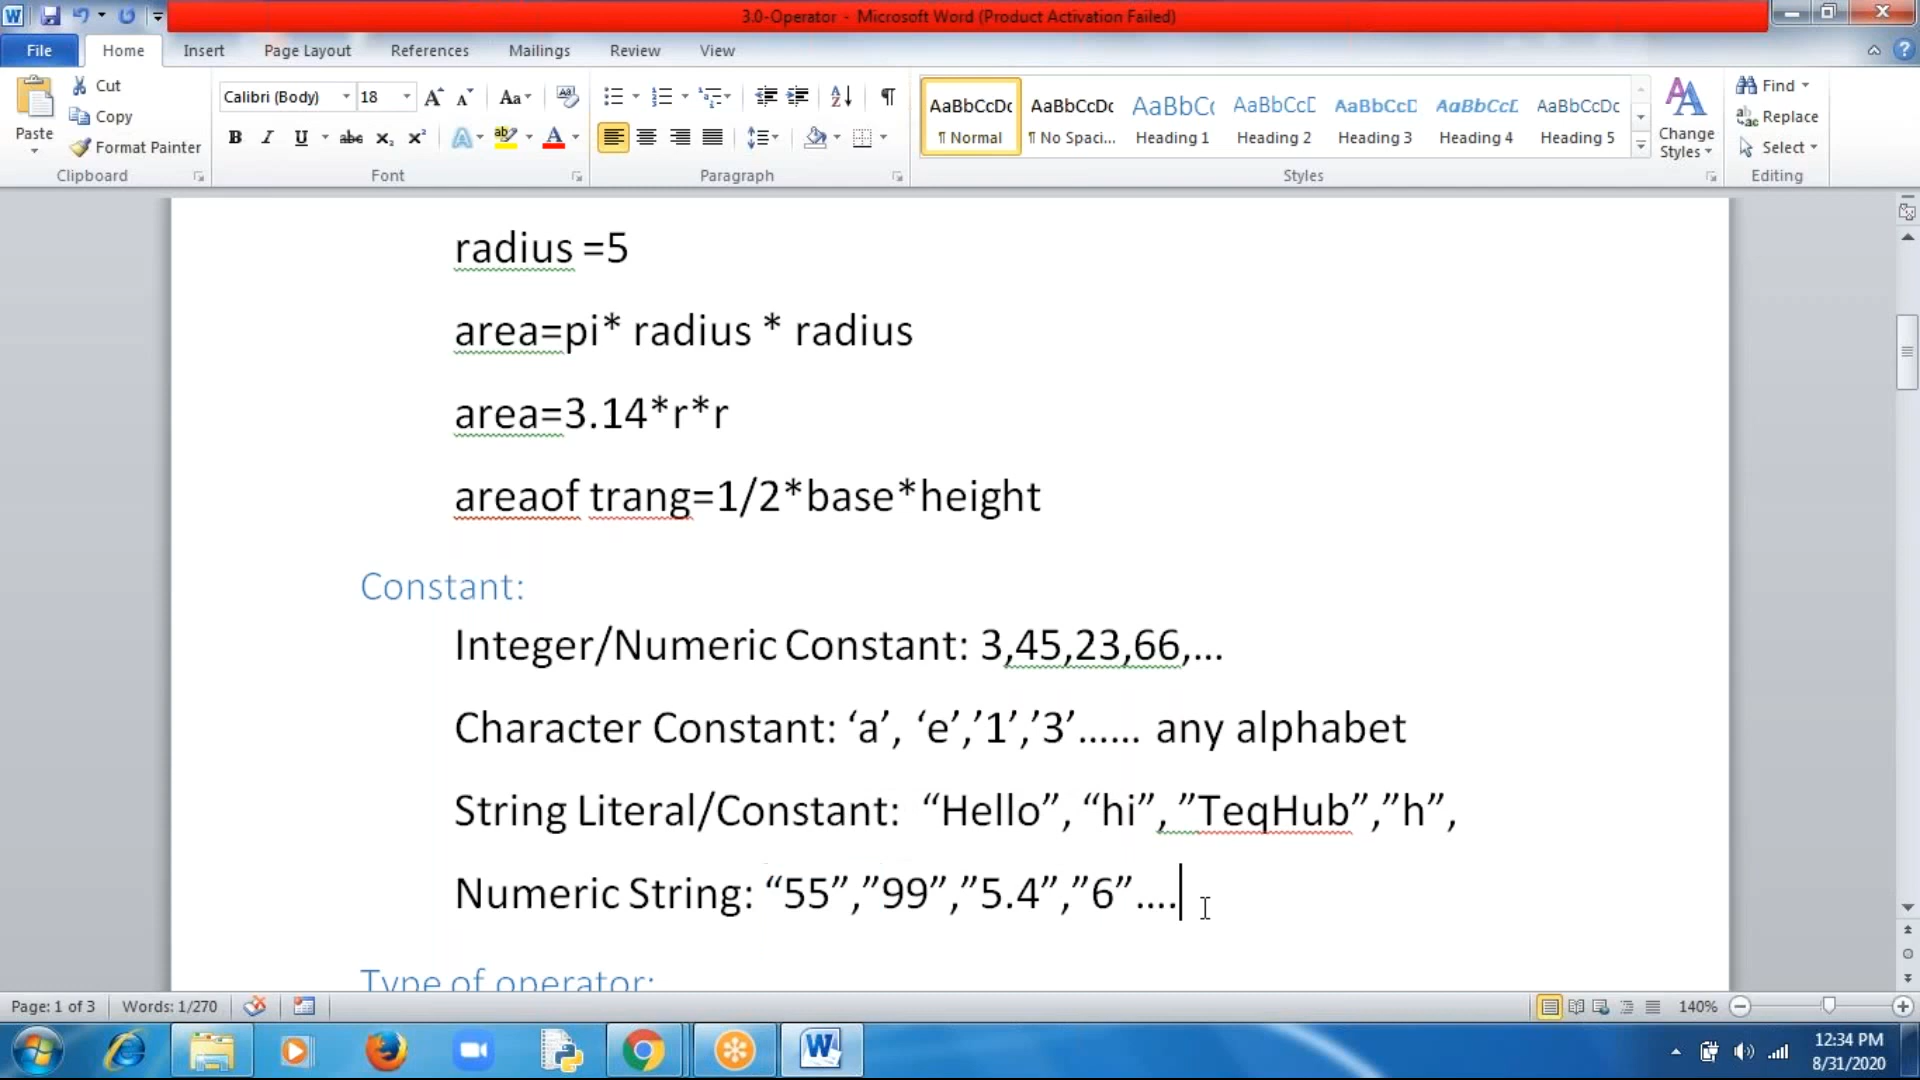 3.0-Operator - Microsoft Word (Product Activation Failed)
File Home Insert Page Layout References Mailings Review View
Paste
Cut
Copy
Format Painter
Clipboard
Calibri (Body) 18
Font
Paragraph
AaBbCcDc AaBbCcDc AaBbC( AaBbCcD AaBbCcD AaBbCcD AaBbCcDc
¶ Normal ¶ No Spaci... Heading 1 Heading 2 Heading 3 Heading 4 Heading 5
Change Styles
Styles
Find
Replace
Select
Editing
radius =5
area=pi* radius * radius
area=3.14*r*r
areaof trang=1/2*base*height
Constant:
Integer/Numeric Constant: 3,45,23,66,...
Character Constant: ‘a’, ‘e’,’1’,’3’...... any alphabet
String Literal/Constant:  “Hello”, “hi”, ”TeqHub”,”h”,
Numeric String: “55”,”99”,”5.4”,”6”....
Type of operator:
Page: 1 of 3 Words: 1/270 140%
12:34 PM
8/31/2020